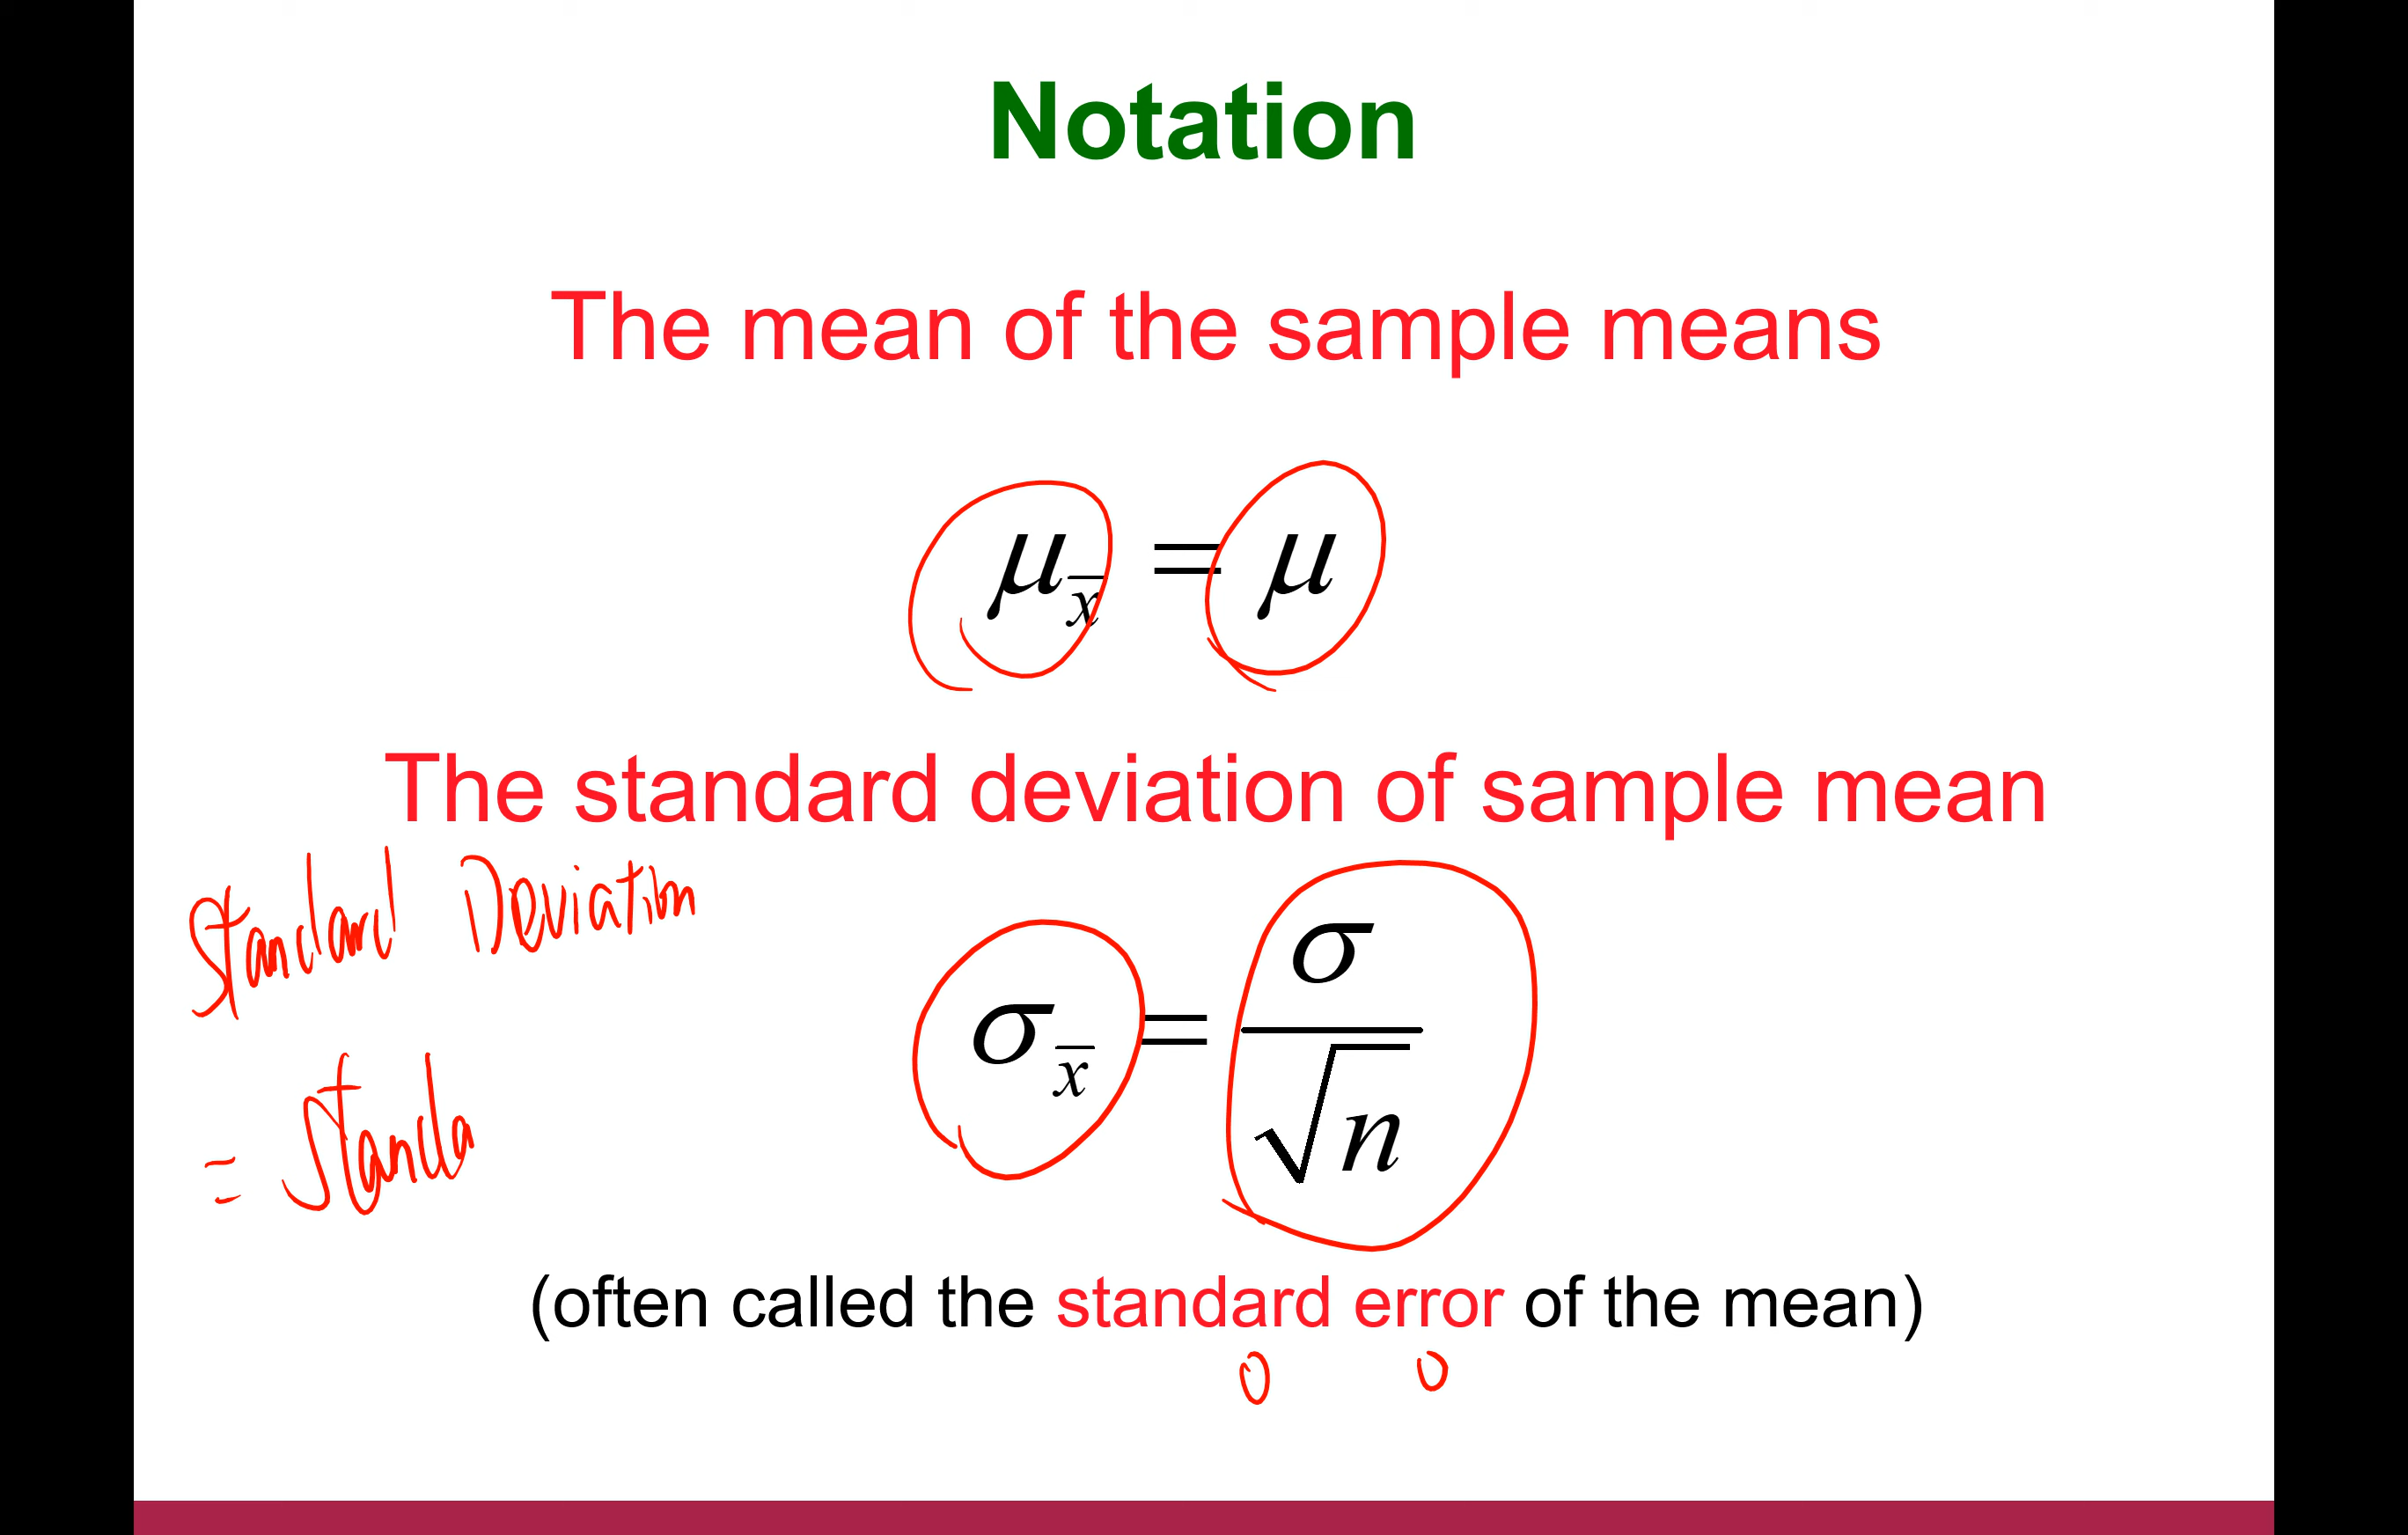 Notation
The mean of the sample means
μx̅ = μ
The standard deviation of sample mean
Standard Deviation
σx̅ = σ/√n
= Standa
(often called the standard error of the mean)